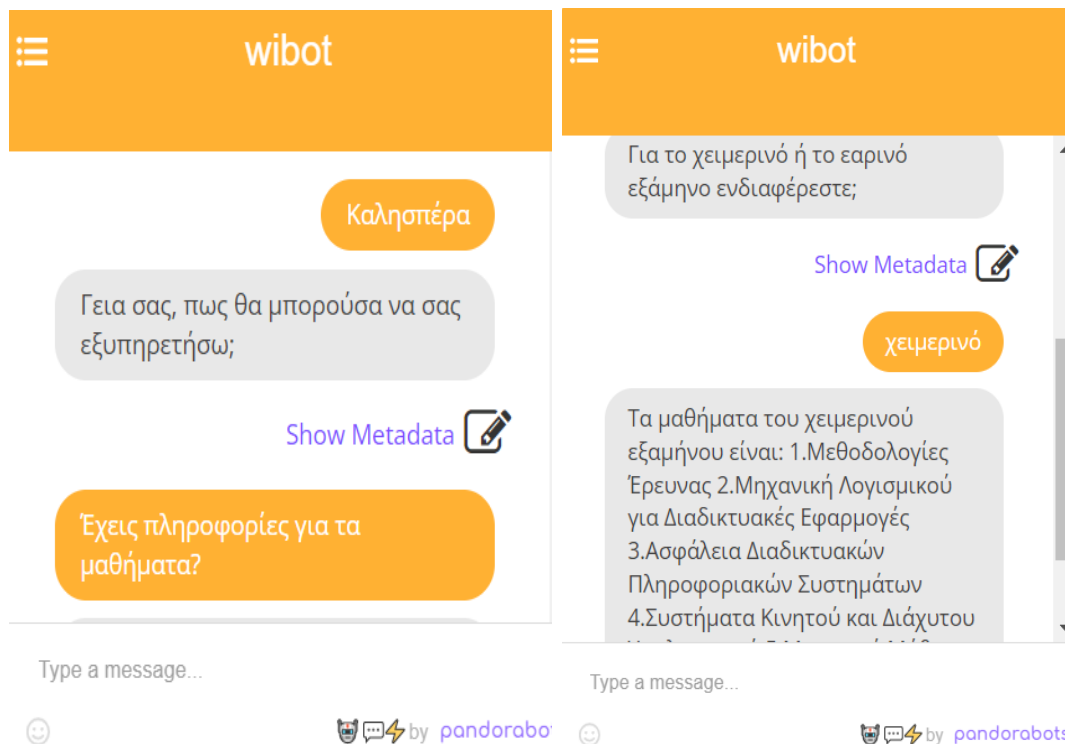 wibot
Καλησπέρα
Γεια σας, πως θα μπορούσα να σας
εξυπηρετήσω;
Show Metadata
Έχεις πληροφορίες για τα
μαθήματα?
Type a message...
by pandorabo
wibot
Για το χειμερινό ή το εαρινό
εξάμηνο ενδιαφέρεστε;
Show Metadata
χειμερινό
Τα μαθήματα του χειμερινού
εξαμήνου είναι: 1.Μεθοδολογίες
Έρευνας 2.Μηχανική Λογισμικού
για Διαδικτυακές Εφαρμογές
3.Ασφάλεια Διαδικτυακών
Πληροφοριακών Συστημάτων
4.Συστήματα Κινητού και Διάχυτου
Type a message...
by pandorabots